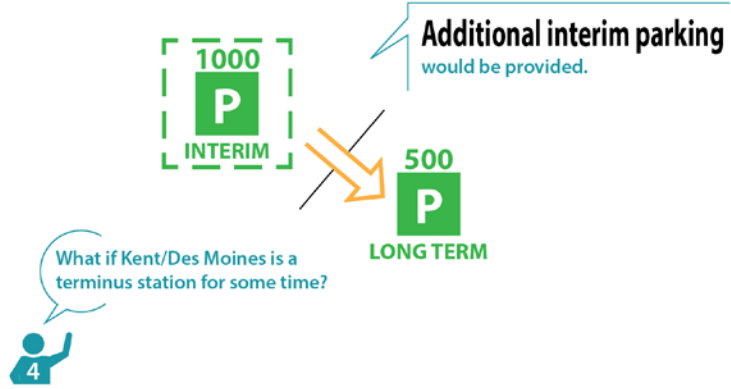 Additional interim parking
would be provided.
1000
P
INTERIM
500
P
LONG TERM
What if Kent/Des Moines is a
terminus station for some time?
4